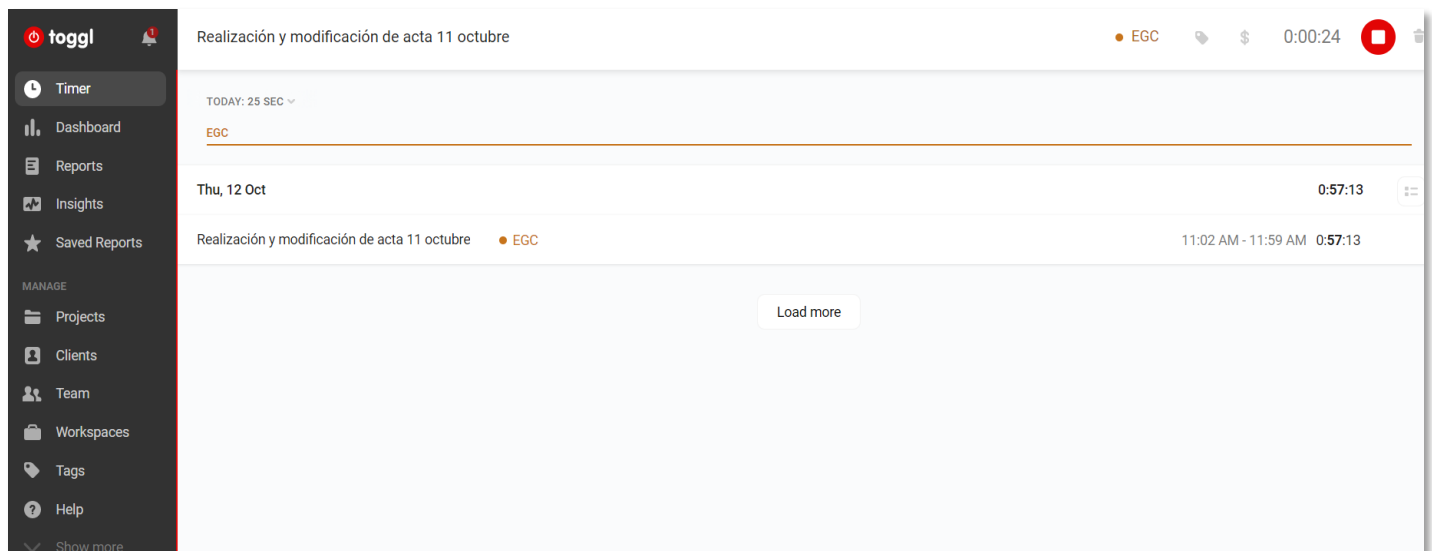 toggl
1
Realización y modificación de acta 11 octubre
EGC
$
0:00:24
Timer
Dashboard
Reports
Insights
Saved Reports
MANAGE
Projects
Clients
Team
Workspaces
Tags
? Help
Show more
TODAY: 25 SEC
EGC
Thu, 12 Oct 0:57:13
Realización y modificación de acta 11 octubre EGC 11:02 AM - 11:59 AM 0:57:13
Load more